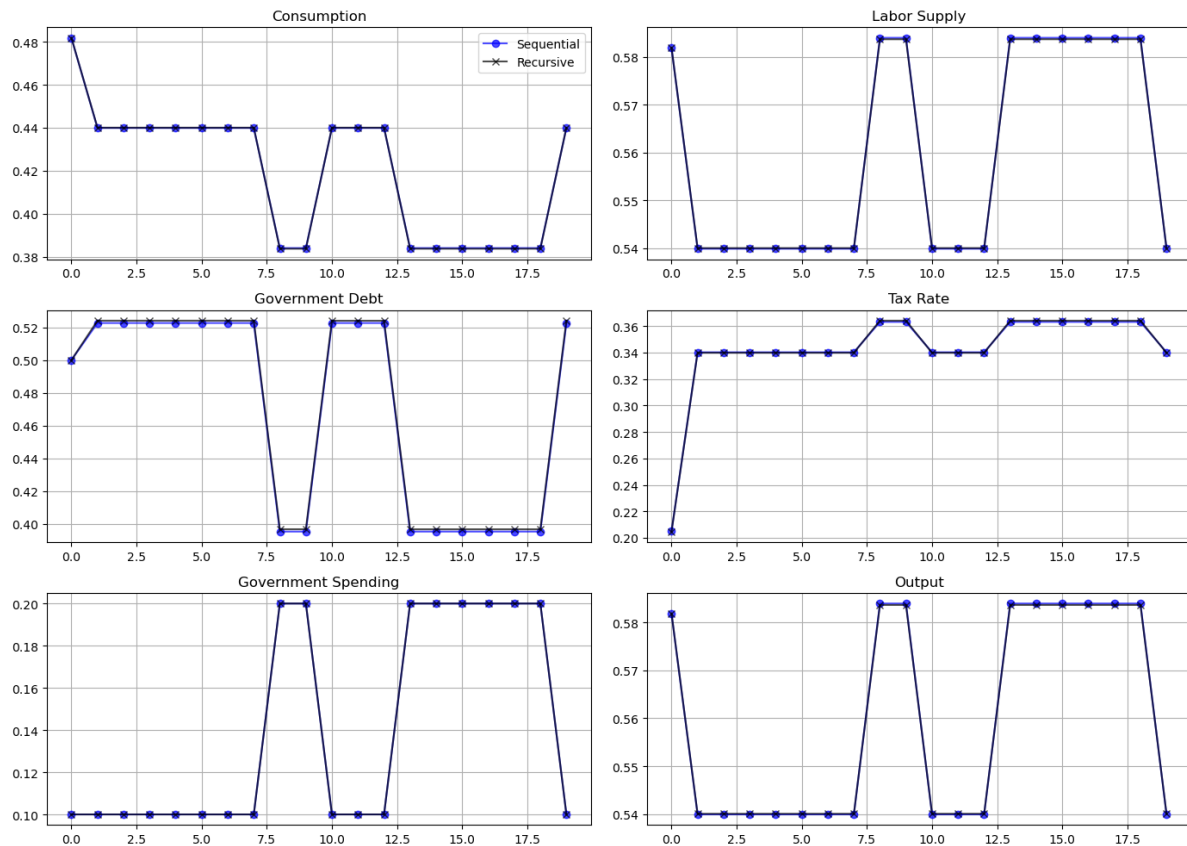 Consumption
Labor Supply
0.48
0.46
0.44
0.42
0.40
0.38
Sequential
Recursive
0.0 2.5 5.0 7.5 10.0 12.5 15.0 17.5
0.58
0.57
0.56
0.55
0.54
0.0 2.5 5.0 7.5 10.0 12.5 15.0 17.5
Government Debt
Tax Rate
0.52
0.50
0.48
0.46
0.44
0.42
0.40
0.0 2.5 5.0 7.5 10.0 12.5 15.0 17.5
0.36
0.34
0.32
0.30
0.28
0.26
0.24
0.22
0.20
0.0 2.5 5.0 7.5 10.0 12.5 15.0 17.5
Government Spending
Output
0.20
0.18
0.16
0.14
0.12
0.10
0.0 2.5 5.0 7.5 10.0 12.5 15.0 17.5
0.58
0.57
0.56
0.55
0.54
0.0 2.5 5.0 7.5 10.0 12.5 15.0 17.5